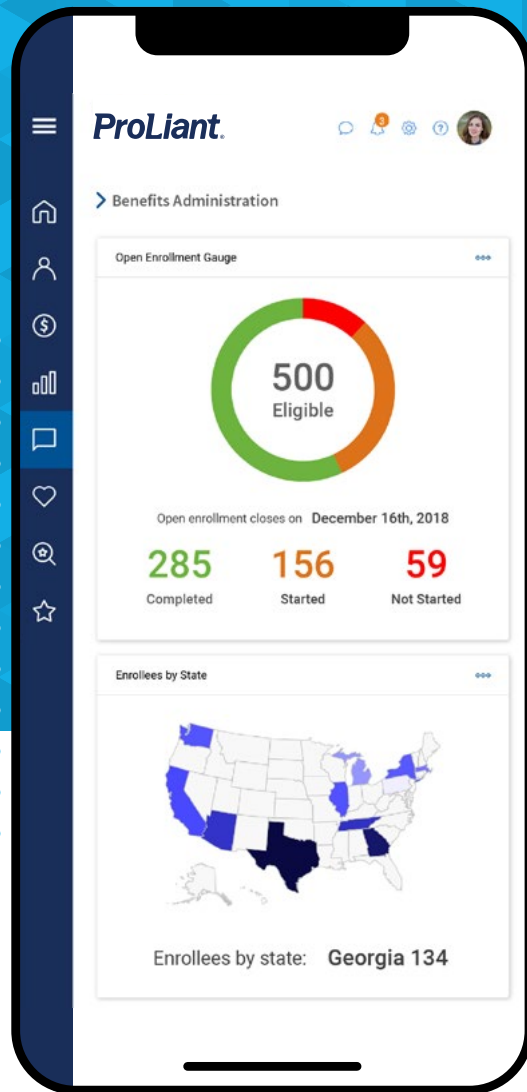 ProLiant.
3
?
Benefits Administration
Open Enrollment Gauge
500
Eligible
Open enrollment closes on December 16th, 2018
285 156 59
Completed Started Not Started
Enrollees by State
Enrollees by state: Georgia 134
$